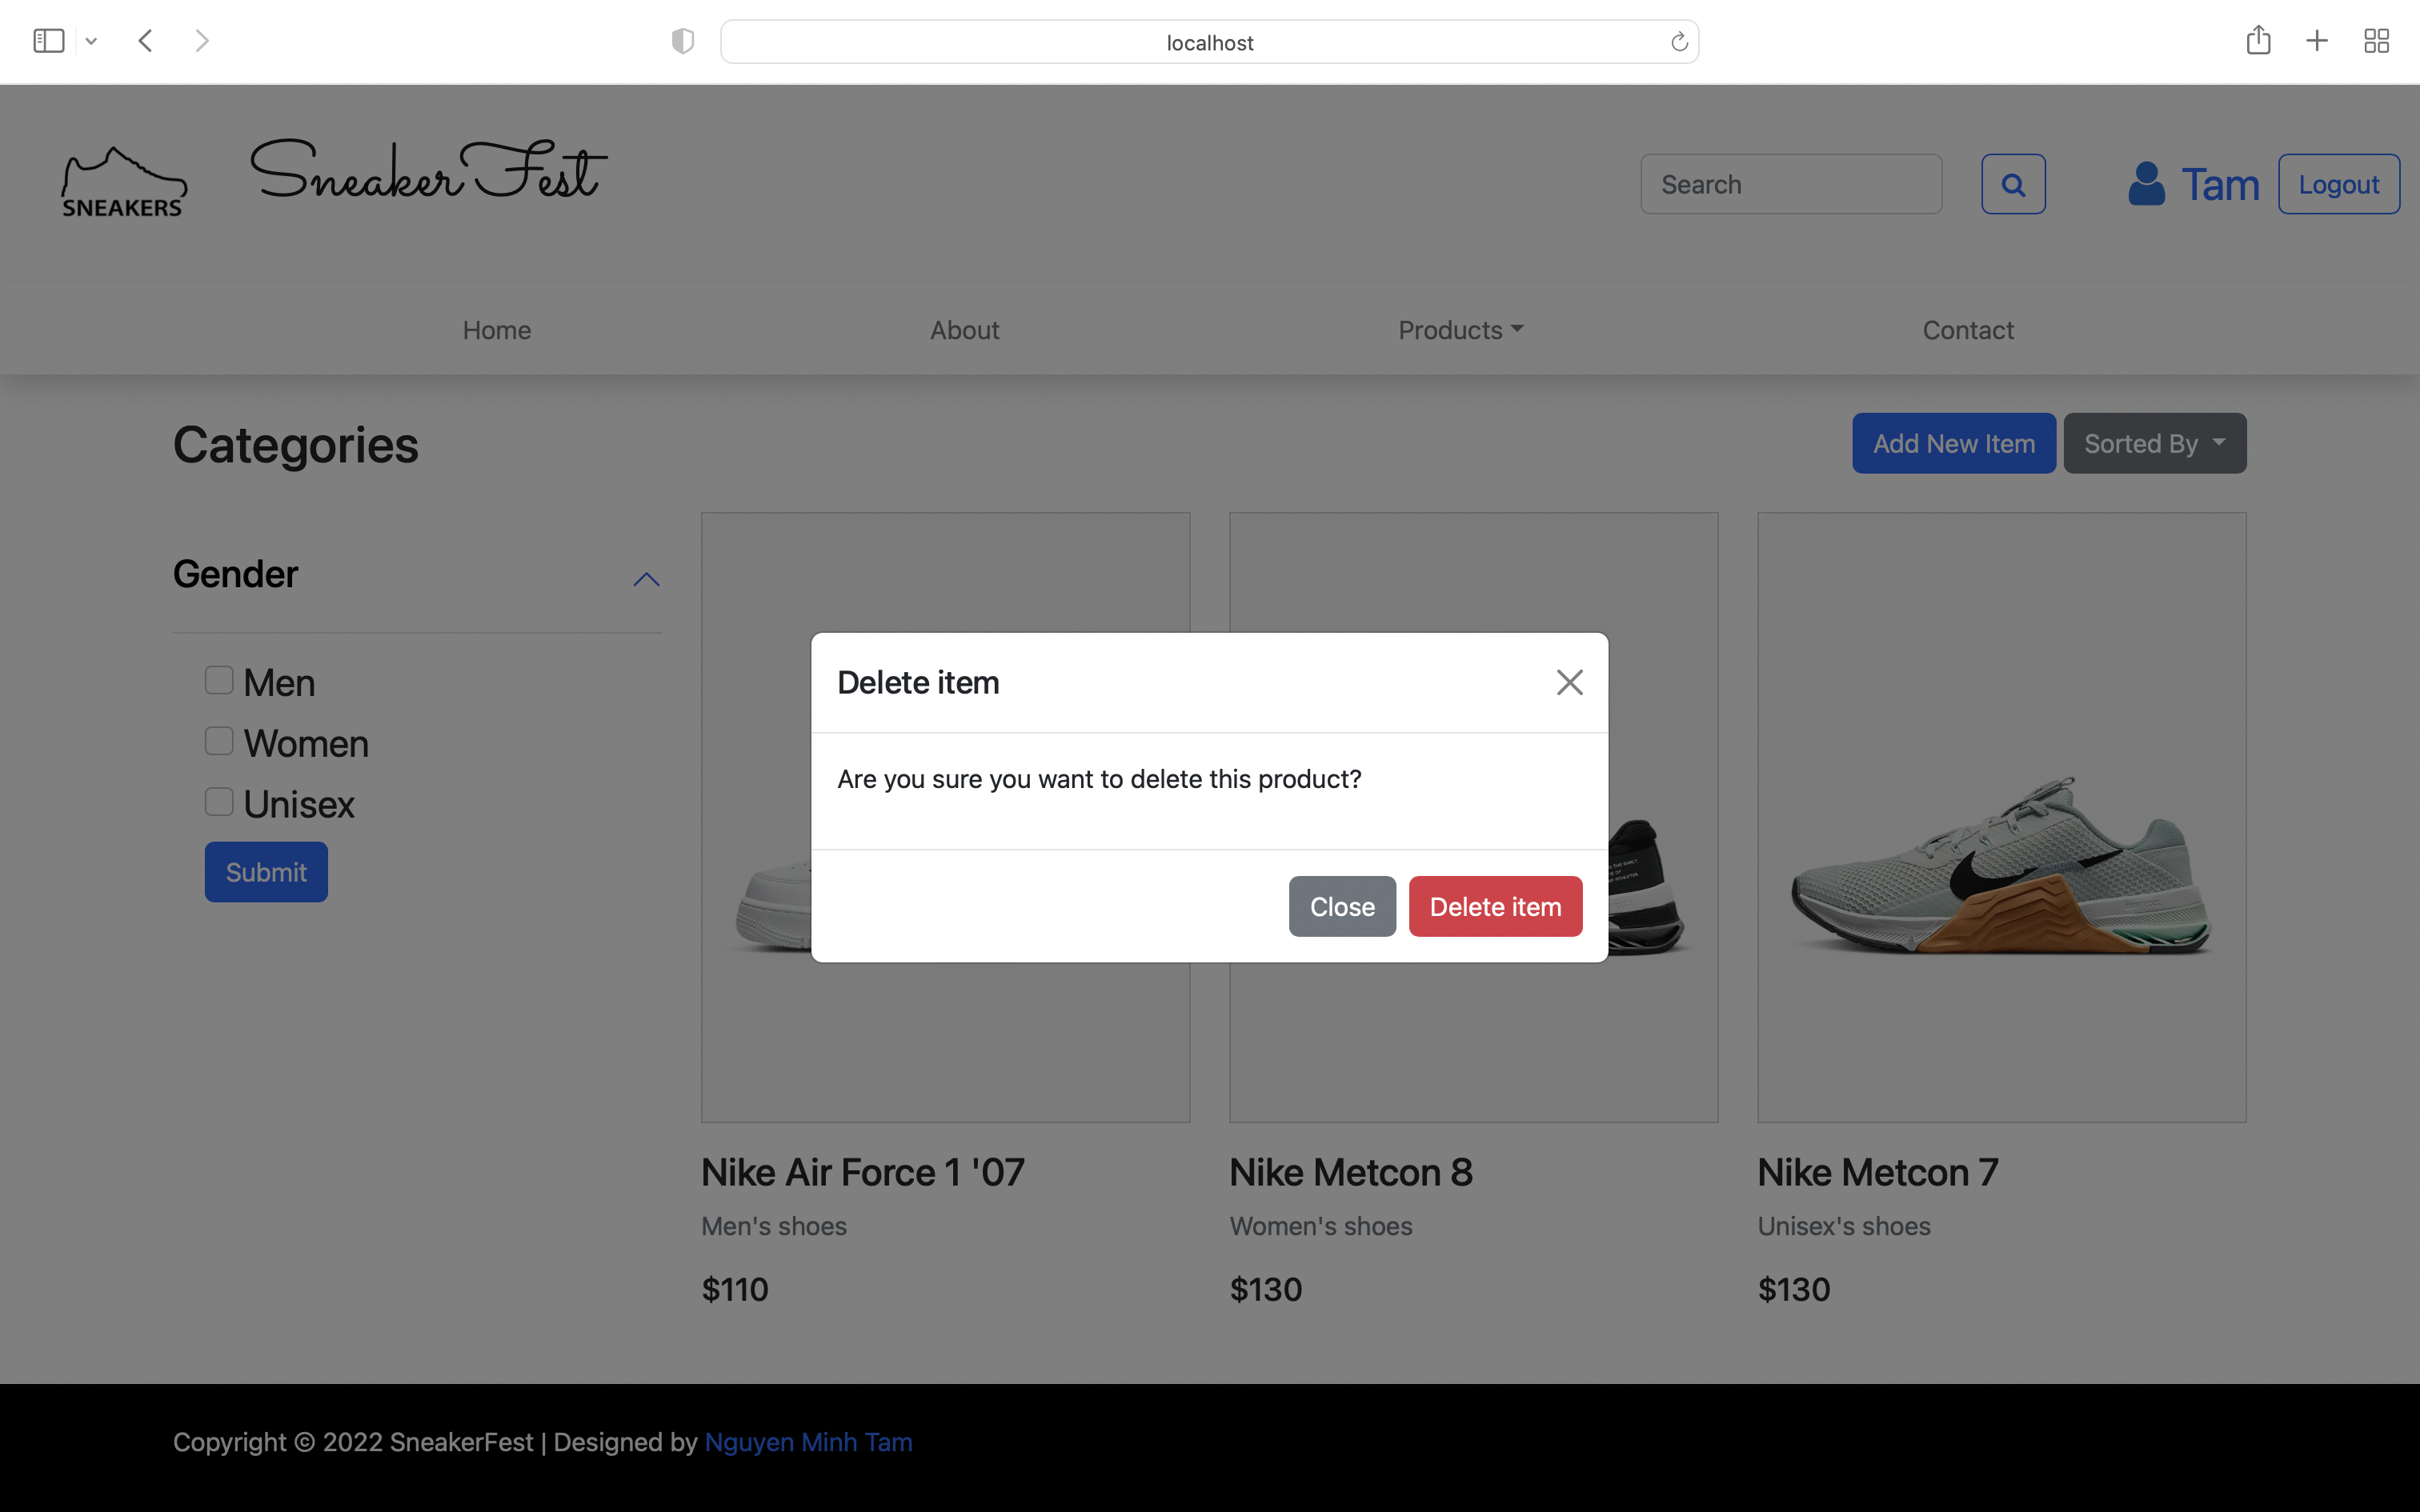 localhost
SNEAKERS
SneakerFest
Search
Tam
Logout
Home
About
Products
Contact
Categories
Add New Item
Sorted By
Gender
Men
Women
Unisex
Submit
Delete item
Are you sure you want to delete this product?
Close
Delete item
Nike Air Force 1 '07
Men's shoes
$110
Nike Metcon 8
Women's shoes
$130
Nike Metcon 7
Unisex's shoes
$130
Copyright © 2022 SneakerFest | Designed by Nguyen Minh Tam